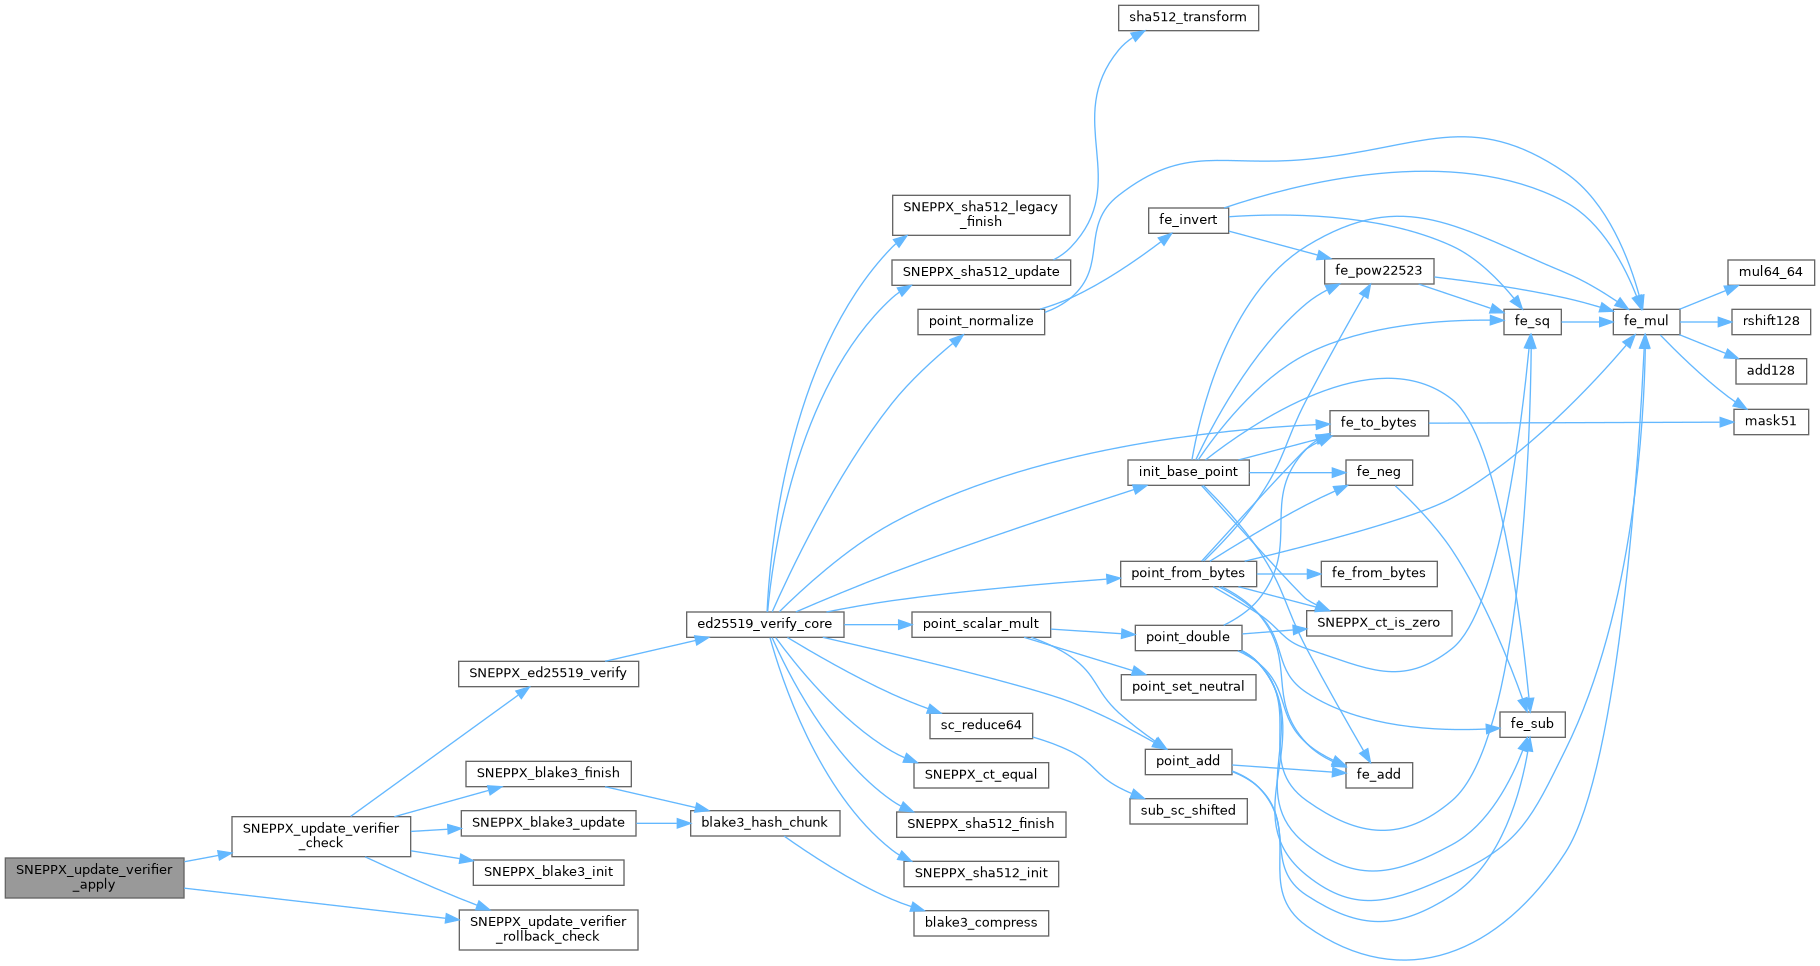 sha512_transform
SNEPPX_sha512_legacy
_finish
fe_invert
SNEPPX_sha512_update
fe_pow22523
mul64_64
point_normalize
fe_sq
fe_mul
rshift128
add128
fe_to_bytes
mask51
init_base_point
fe_neg
point_from_bytes
fe_from_bytes
ed25519_verify_core
point_scalar_mult
point_double
SNEPPX_ct_is_zero
SNEPPX_ed25519_verify
point_set_neutral
sc_reduce64
fe_sub
point_add
SNEPPX_blake3_finish
SNEPPX_ct_equal
fe_add
sub_sc_shifted
SNEPPX_update_verifier
_check
SNEPPX_blake3_update
blake3_hash_chunk
SNEPPX_sha512_finish
SNEPPX_update_verifier
_apply
SNEPPX_blake3_init
SNEPPX_sha512_init
SNEPPX_update_verifier
_rollback_check
blake3_compress